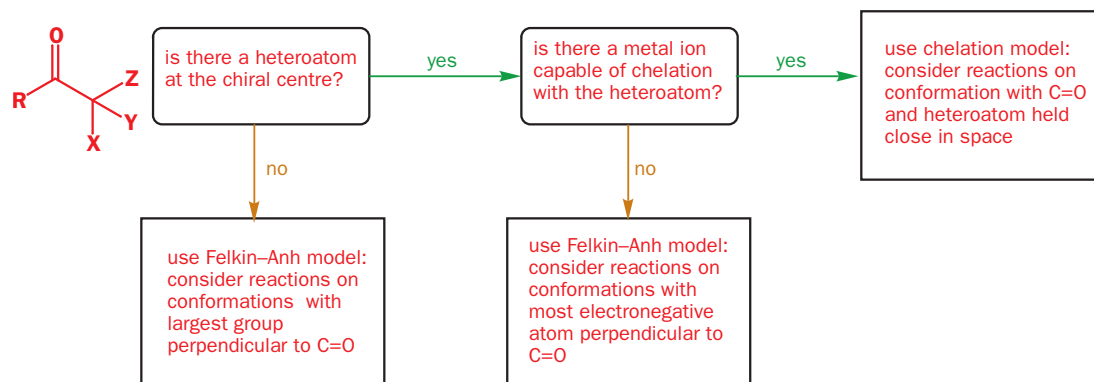 O
R
Z
Y
X
is there a heteroatom
at the chiral centre?
yes
is there a metal ion
capable of chelation
with the heteroatom?
yes
use chelation model:
consider reactions on
conformation with C=O
and heteroatom held
close in space
no
no
use Felkin–Anh model:
consider reactions on
conformations with
largest group
perpendicular to C=O
use Felkin–Anh model:
consider reactions on
conformations with
most electronegative
atom perpendicular to
C=O